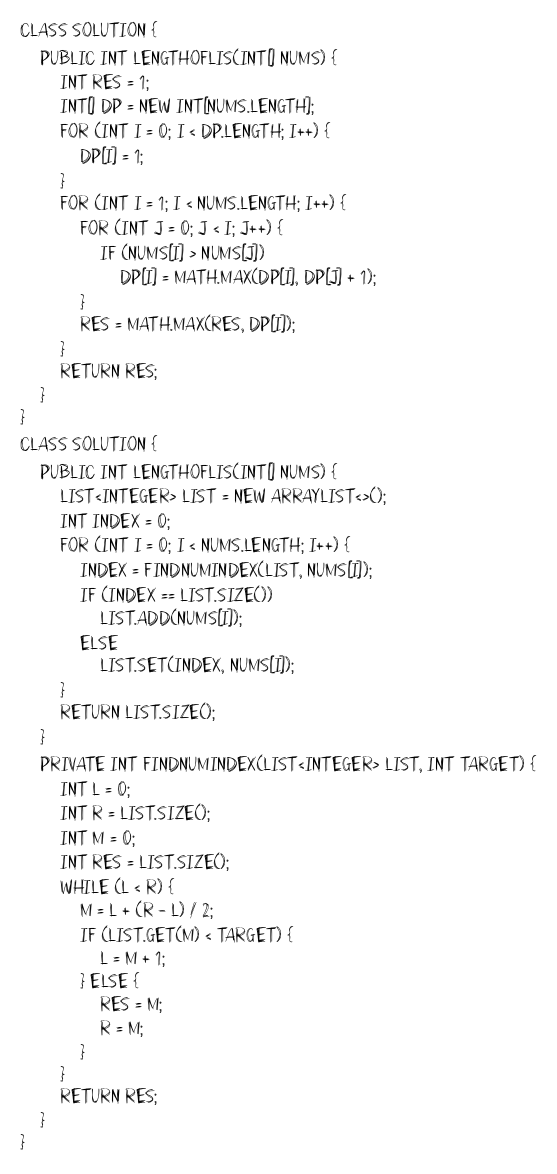 CLASS SOLUTION {
PUBLIC INT LENGTHOFLIS(INT[] NUMS) {
INT RES = 1;
INT[] DP = NEW INT[NUMS.LENGTH];
FOR (INT I = 0; I < DP.LENGTH; I++) {
DP[I] = 1;
}
FOR (INT I = 1; I < NUMS.LENGTH; I++) {
FOR (INT J = 0; J < I; J++) {
IF (NUMS[I] > NUMS[J])
DP[I] = MATH.MAX(DP[I], DP[J] + 1);
}
RES = MATH.MAX(RES, DP[I]);
}
RETURN RES;
}
}
CLASS SOLUTION {
PUBLIC INT LENGTHOFLIS(INT[] NUMS) {
LIST<INTEGER> LIST = NEW ARRAYLIST<>();
INT INDEX = 0;
FOR (INT I = 0; I < NUMS.LENGTH; I++) {
INDEX = FINDNUMINDEX(LIST, NUMS[I]);
IF (INDEX == LIST.SIZE())
LIST.ADD(NUMS[I]);
ELSE
LIST.SET(INDEX, NUMS[I]);
}
RETURN LIST.SIZE();
}
PRIVATE INT FINDNUMINDEX(LIST<INTEGER> LIST, INT TARGET) {
INT L = 0;
INT R = LIST.SIZE();
INT M = 0;
INT RES = LIST.SIZE();
WHILE (L < R) {
M = L + (R - L) / 2;
IF (LIST.GET(M) < TARGET) {
L = M + 1;
} ELSE {
RES = M;
R = M;
}
}
RETURN RES;
}
}